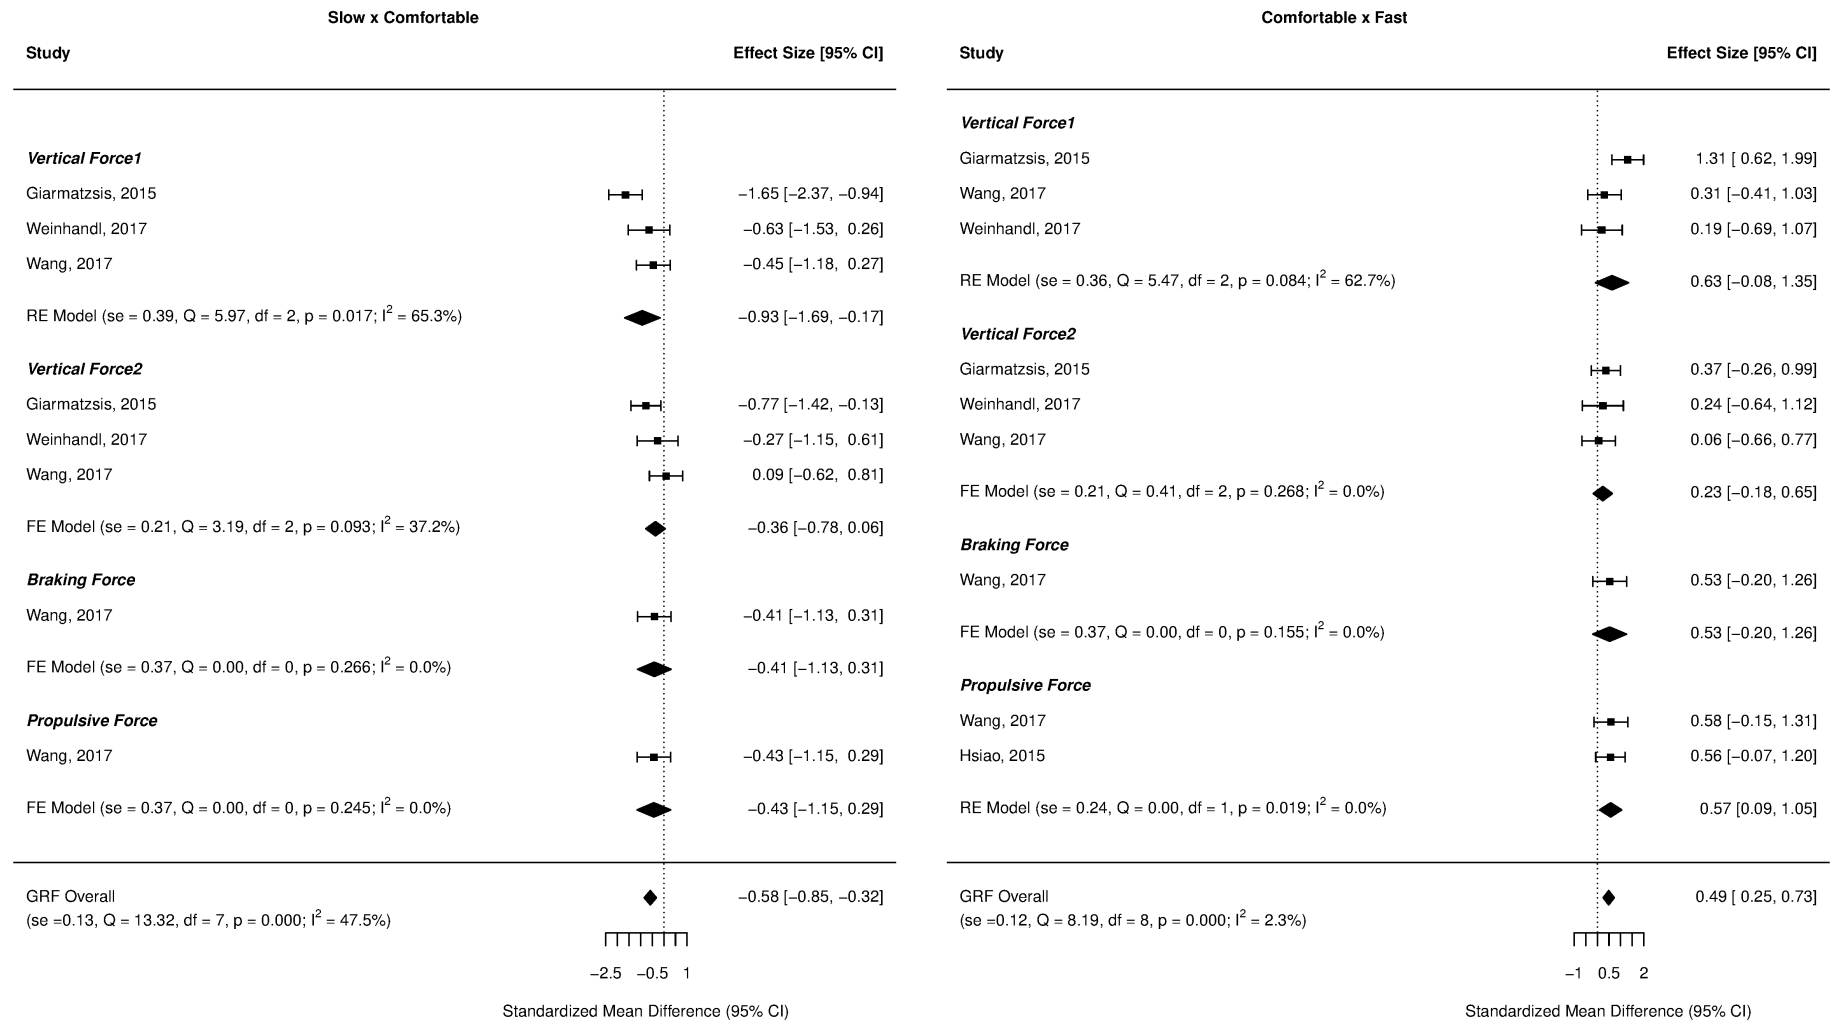 Slow x Comfortable
Study Effect Size [95% CI]
Vertical Force1
Giarmatzsis, 2015 −1.65 [−2.37, −0.94]
Weinhandl, 2017 −0.63 [−1.53, 0.26]
Wang, 2017 −0.45 [−1.18, 0.27]
RE Model (se = 0.39, Q = 5.97, df = 2, p = 0.017; I² = 65.3%) −0.93 [−1.69, −0.17]
Vertical Force2
Giarmatzsis, 2015 −0.77 [−1.42, −0.13]
Weinhandl, 2017 −0.27 [−1.15, 0.61]
Wang, 2017 0.09 [−0.62, 0.81]
FE Model (se = 0.21, Q = 3.19, df = 2, p = 0.093; I² = 37.2%) −0.36 [−0.78, 0.06]
Braking Force
Wang, 2017 −0.41 [−1.13, 0.31]
FE Model (se = 0.37, Q = 0.00, df = 0, p = 0.266; I² = 0.0%) −0.41 [−1.13, 0.31]
Propulsive Force
Wang, 2017 −0.43 [−1.15, 0.29]
FE Model (se = 0.37, Q = 0.00, df = 0, p = 0.245; I² = 0.0%) −0.43 [−1.15, 0.29]
GRF Overall −0.58 [−0.85, −0.32]
(se =0.13, Q = 13.32, df = 7, p = 0.000; I² = 47.5%)
−2.5 −0.5 1
Standardized Mean Difference (95% CI)
Comfortable x Fast
Study Effect Size [95% CI]
Vertical Force1
Giarmatzsis, 2015 1.31 [ 0.62, 1.99]
Wang, 2017 0.31 [−0.41, 1.03]
Weinhandl, 2017 0.19 [−0.69, 1.07]
RE Model (se = 0.36, Q = 5.47, df = 2, p = 0.084; I² = 62.7%) 0.63 [−0.08, 1.35]
Vertical Force2
Giarmatzsis, 2015 0.37 [−0.26, 0.99]
Weinhandl, 2017 0.24 [−0.64, 1.12]
Wang, 2017 0.06 [−0.66, 0.77]
FE Model (se = 0.21, Q = 0.41, df = 2, p = 0.268; I² = 0.0%) 0.23 [−0.18, 0.65]
Braking Force
Wang, 2017 0.53 [−0.20, 1.26]
FE Model (se = 0.37, Q = 0.00, df = 0, p = 0.155; I² = 0.0%) 0.53 [−0.20, 1.26]
Propulsive Force
Wang, 2017 0.58 [−0.15, 1.31]
Hsiao, 2015 0.56 [−0.07, 1.20]
RE Model (se = 0.24, Q = 0.00, df = 1, p = 0.019; I² = 0.0%) 0.57 [0.09, 1.05]
GRF Overall 0.49 [ 0.25, 0.73]
(se =0.12, Q = 8.19, df = 8, p = 0.000; I² = 2.3%)
−1 0.5 2
Standardized Mean Difference (95% CI)